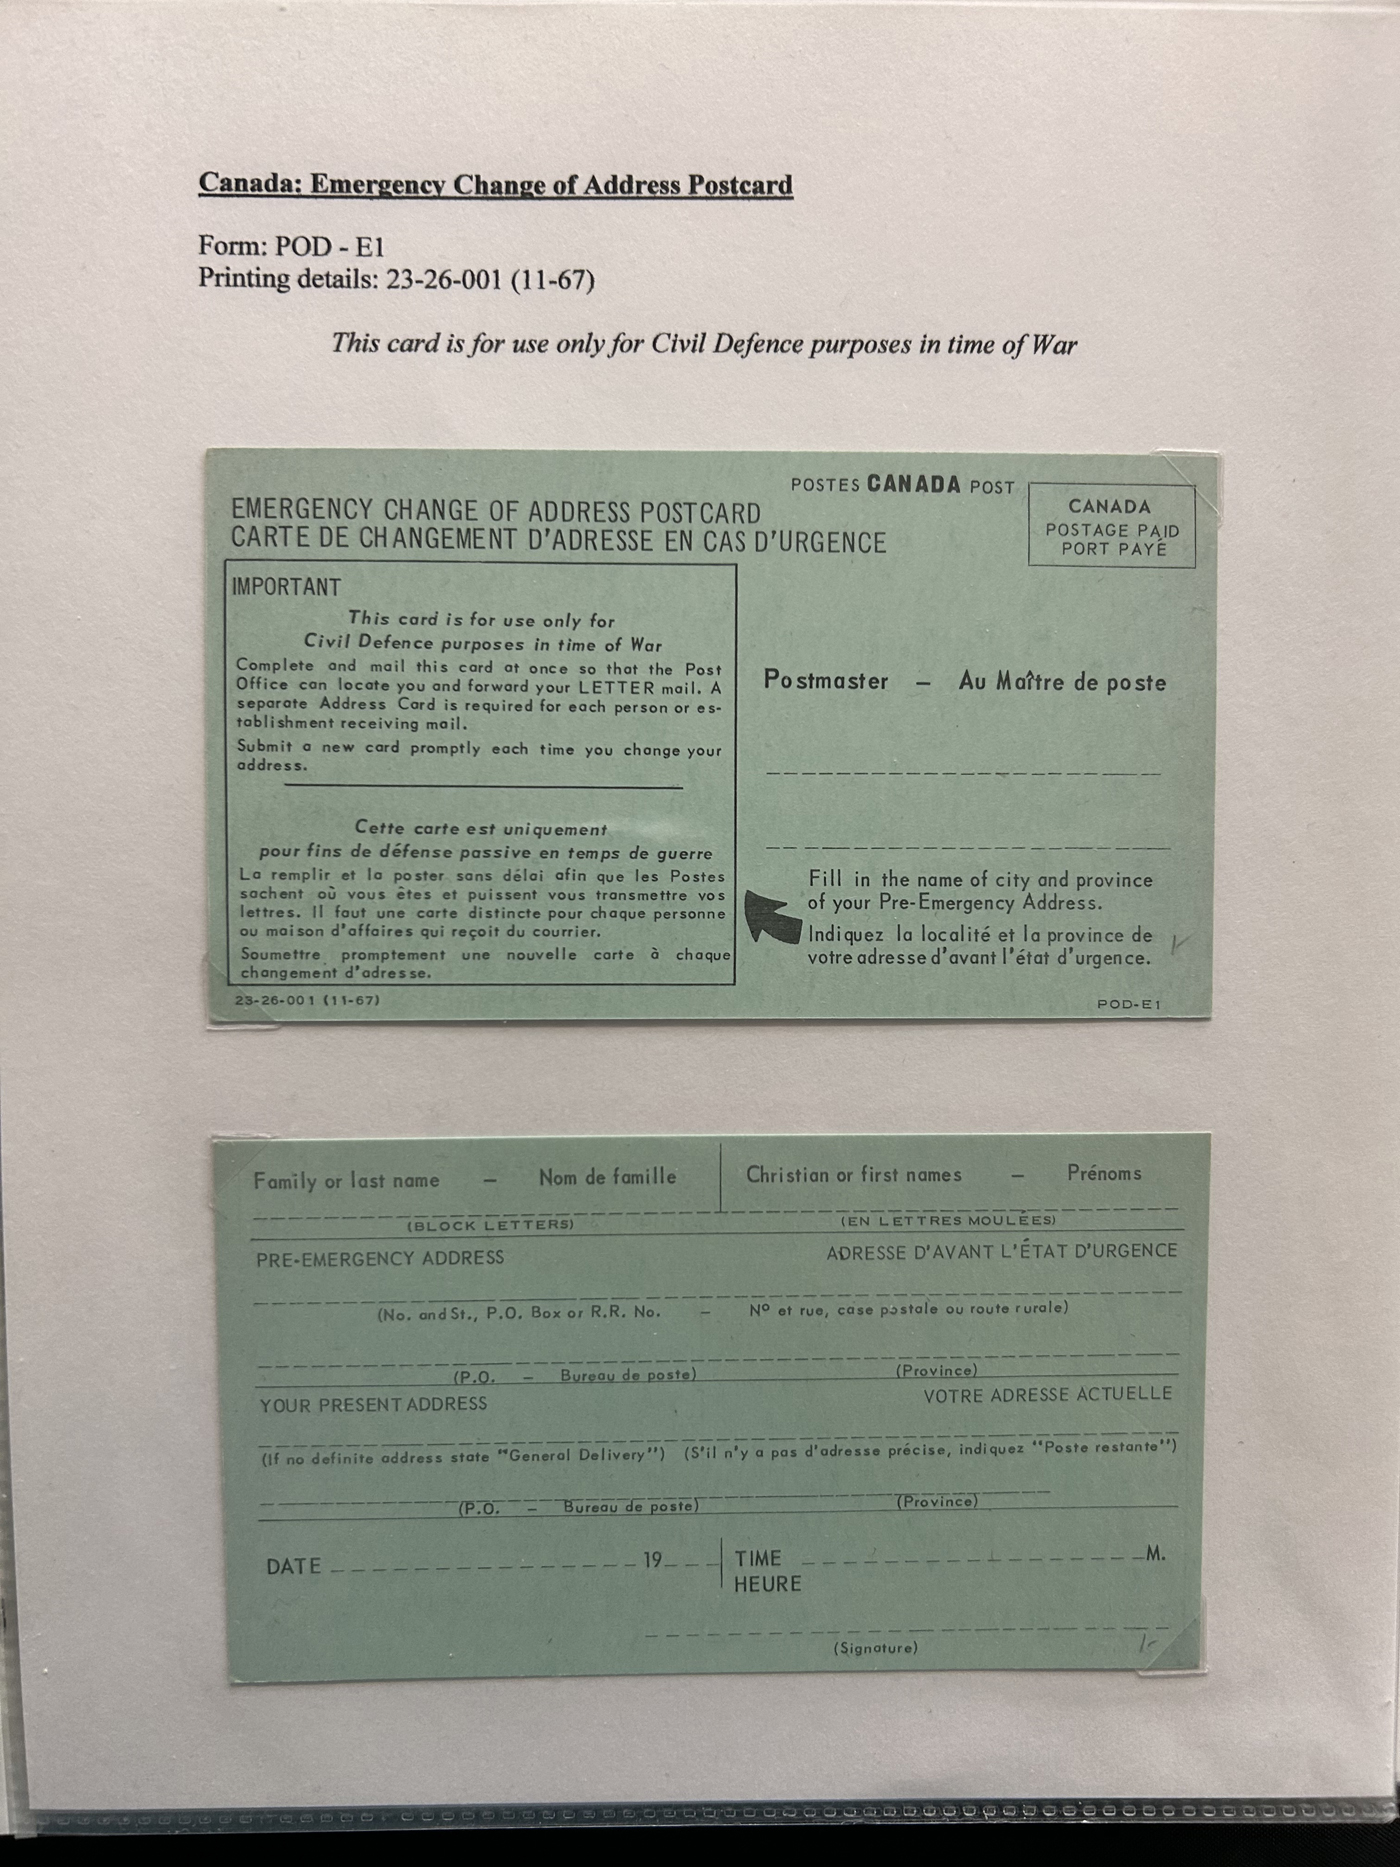 Canada: Emergency Change of Address Postcard
Form: POD - E1
Printing details: 23-26-001 (11-67)
This card is for use only for Civil Defence purposes in time of War
POSTES CANADA POST
CANADA
POSTAGE PAID
PORT PAYÉ
EMERGENCY CHANGE OF ADDRESS POSTCARD
CARTE DE CHANGEMENT D'ADRESSE EN CAS D'URGENCE
IMPORTANT
This card is for use only for
Civil Defence purposes in time of War
Complete and mail this card at once so that the Post
Office can locate you and forward your LETTER mail. A
separate Address Card is required for each person or es-
tablishment receiving mail.
Submit a new card promptly each time you change your
address.
Cette carte est uniquement
pour fins de défense passive en temps de guerre
La remplir et la poster sans délai afin que les Postes
sachent où vous êtes et puissent vous transmettre vos
lettres. Il faut une carte distincte pour chaque personne
ou maison d'affaires qui reçoit du courrier.
Soumettre promptement une nouvelle carte à chaque
changement d'adresse.
23-26-001 (11-67)
Postmaster — Au Maître de poste
Fill in the name of city and province
of your Pre-Emergency Address.
Indiquez la localité et la province de
votre adresse d'avant l'état d'urgence.
POD-E1
Family or last name — Nom de famille
Christian or first names — Prénoms
(BLOCK LETTERS)
(EN LETTRES MOULÉES)
PRE-EMERGENCY ADDRESS
ADRESSE D'AVANT L'ÉTAT D'URGENCE
(No. and St., P.O. Box or R.R. No. — Nº et rue, case postale ou route rurale)
(P.O. — Bureau de poste) (Province)
YOUR PRESENT ADDRESS
VOTRE ADRESSE ACTUELLE
(If no definite address state "General Delivery") (S'il n'y a pas d'adresse précise, indiquez "Poste restante")
(P.O. — Bureau de poste) (Province)
DATE 19
TIME M.
HEURE
(Signature)